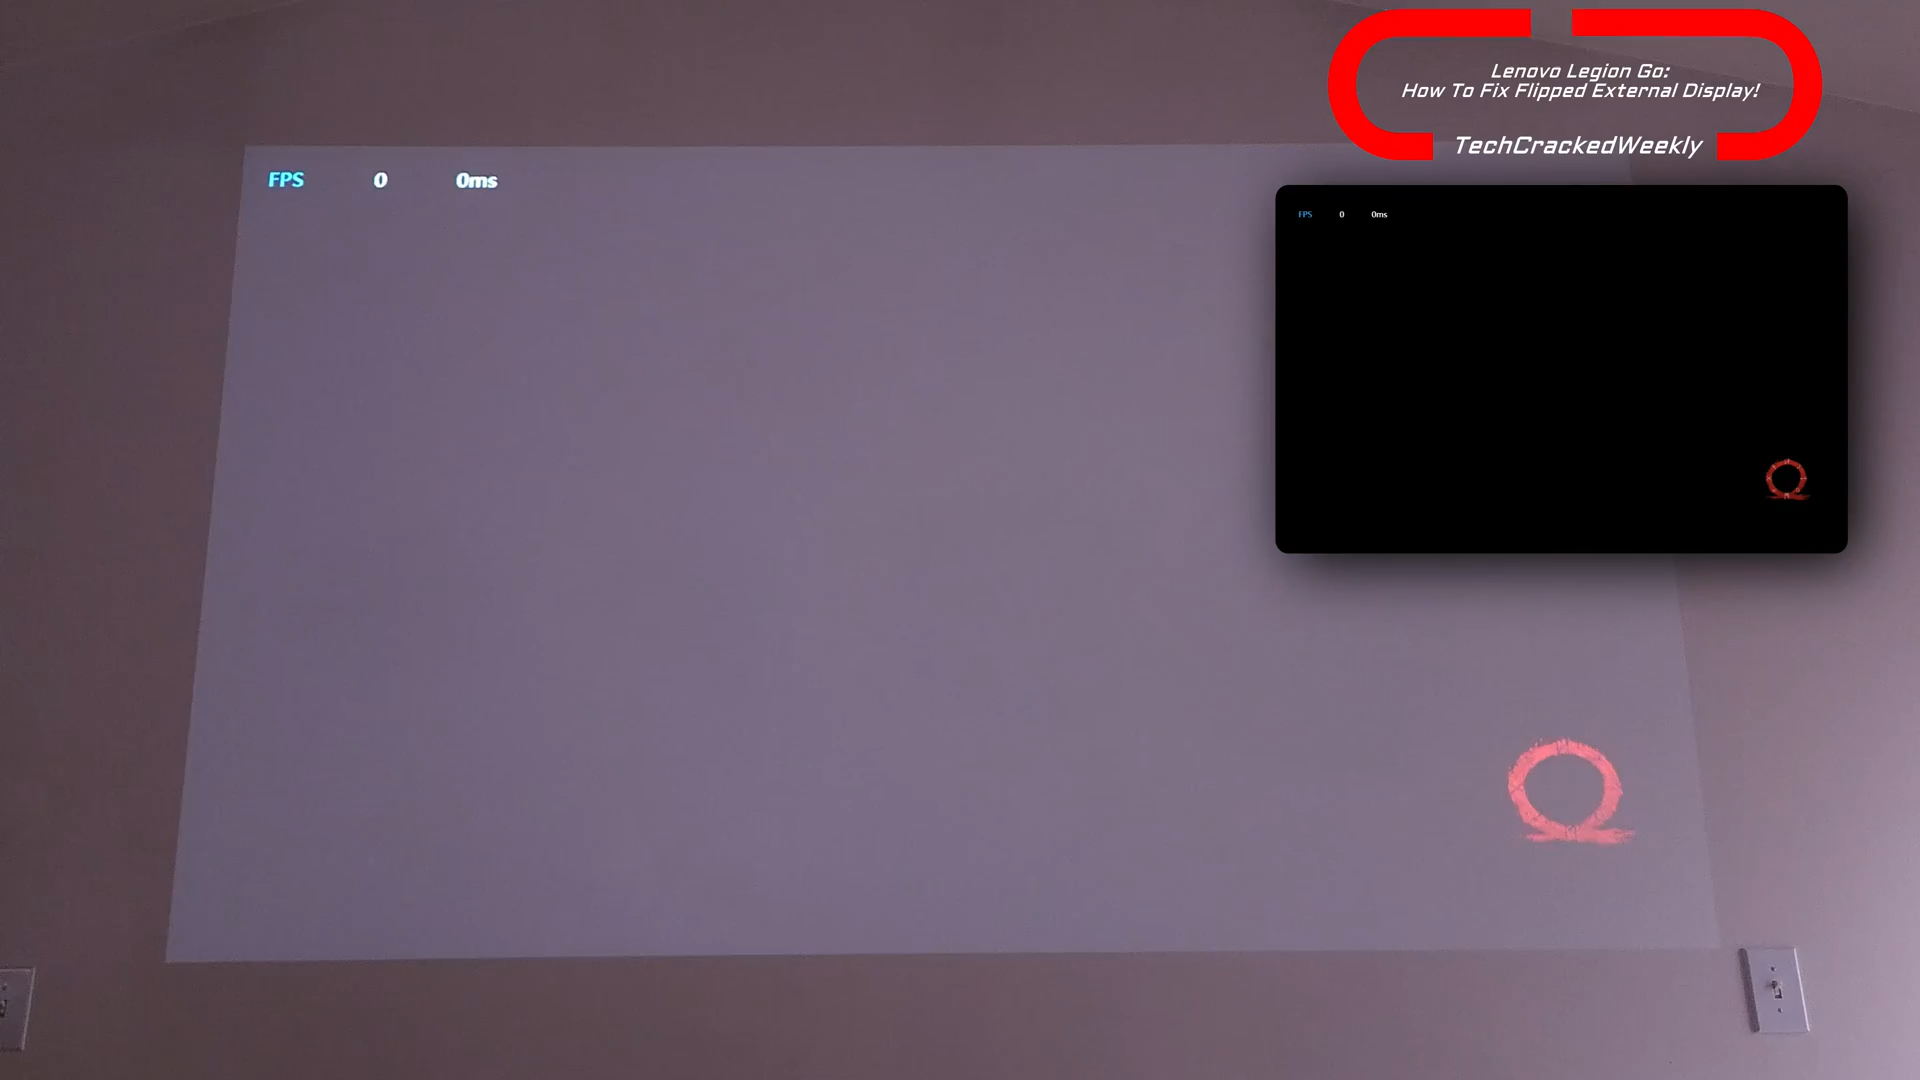 Lenovo Legion Go:
How To Fix Flipped External Display!
TechCrackedWeekly
FPS 0 0ms
FPS 0 0ms